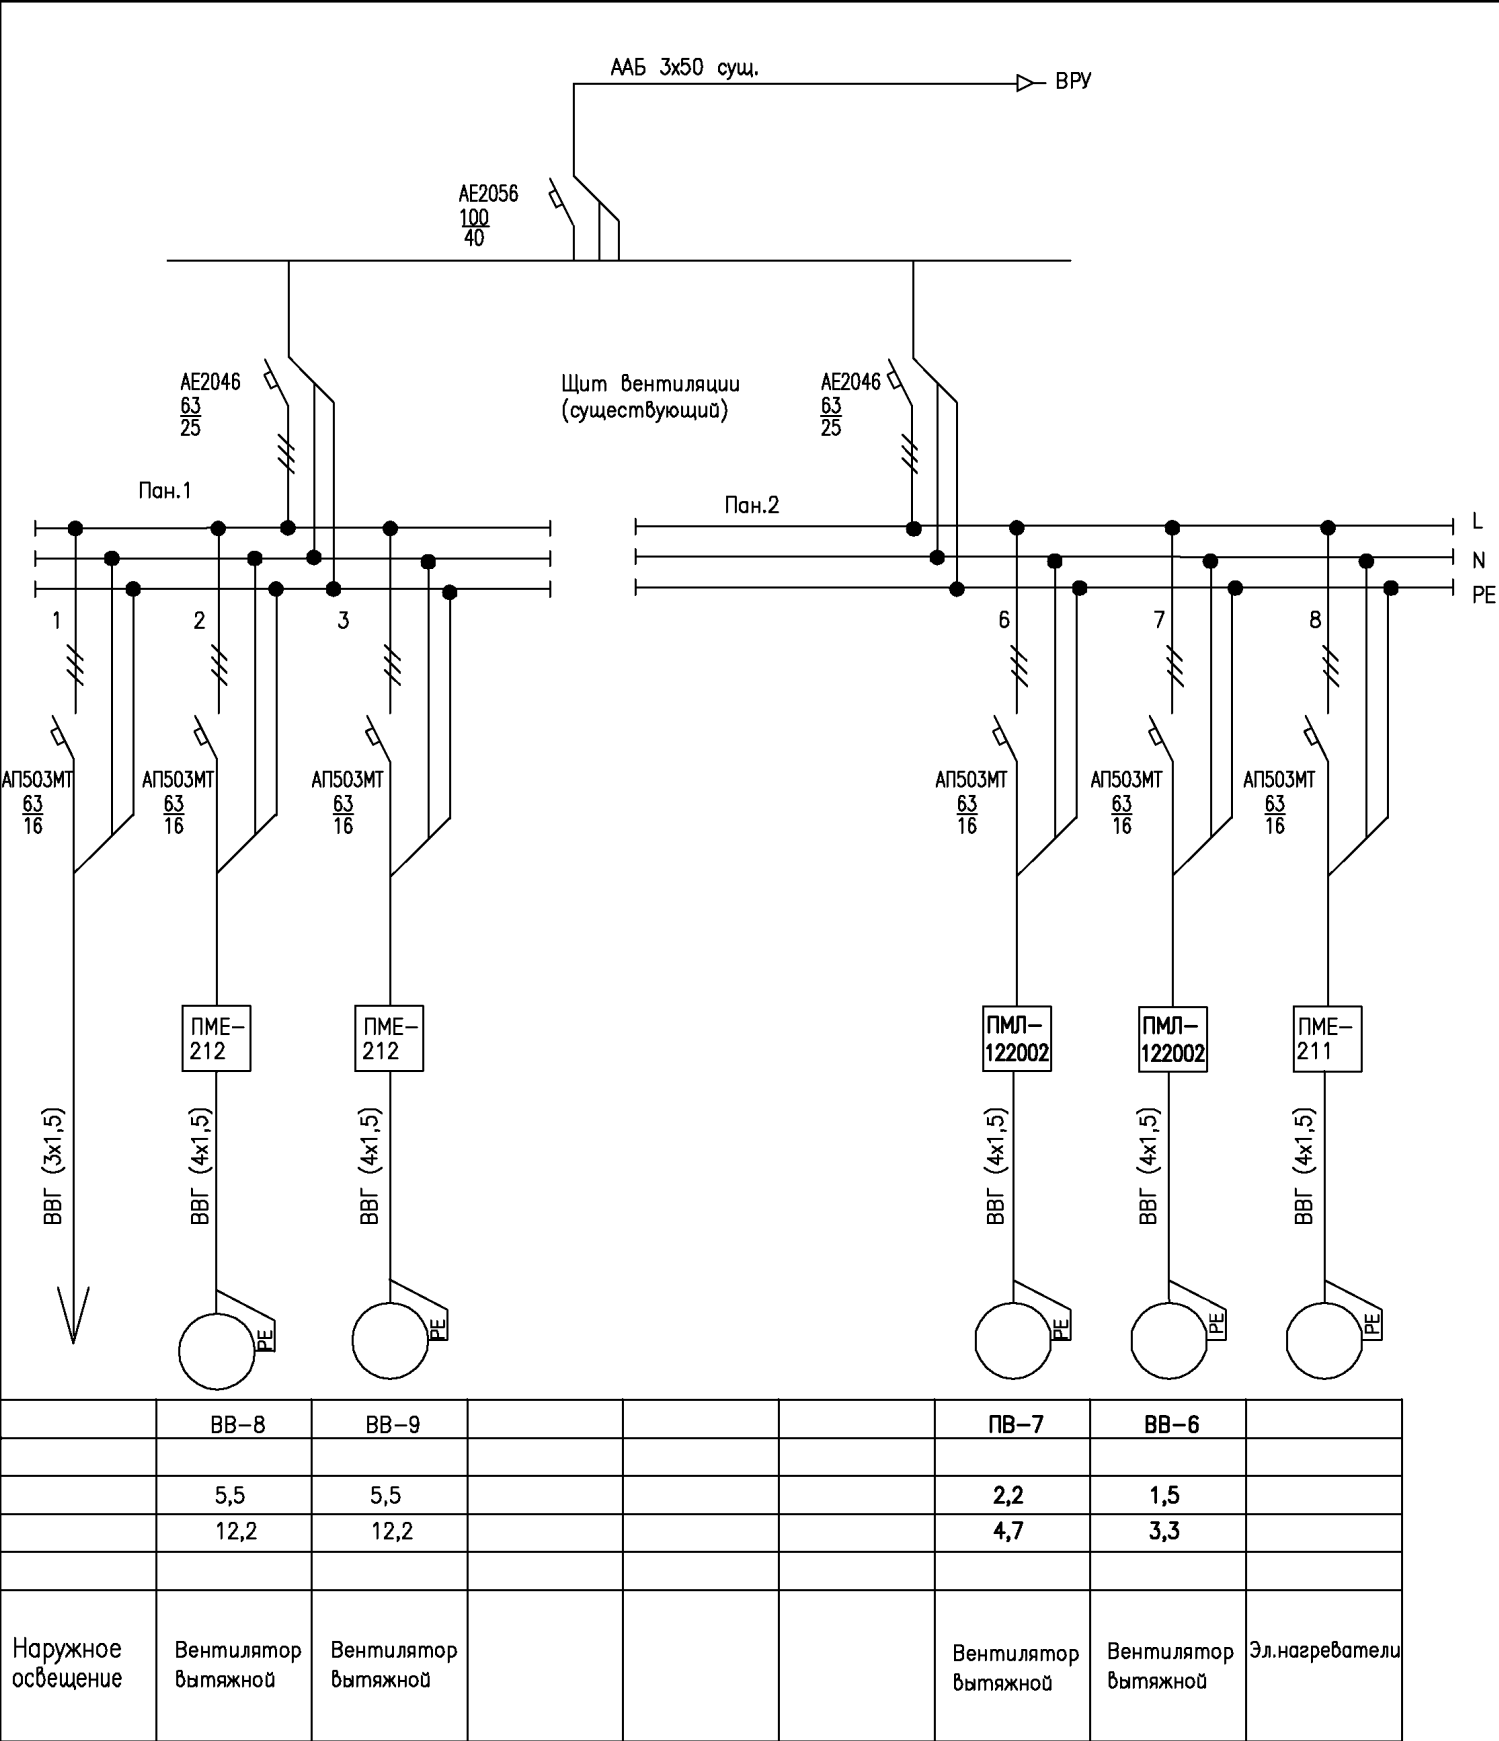 ААБ 3х50 сущ.
ВРУ
АЕ2056
100
40
АЕ2046
63
25
Щит вентиляции
(существующий)
АЕ2046
63
25
Пан.1
Пан.2
L
N
PE
1
2
3
6
7
8
АП503МТ
63
16
АП503МТ
63
16
АП503МТ
63
16
АП503МТ
63
16
АП503МТ
63
16
АП503МТ
63
16
ПМЕ-
212
ПМЕ-
212
ПМЛ-
122002
ПМЛ-
122002
ПМЕ-
211
ВВГ (3х1,5)
ВВГ (4х1,5)
ВВГ (4х1,5)
ВВГ (4х1,5)
ВВГ (4х1,5)
ВВГ (4х1,5)
PE
PE
PE
PE
PE
ВВ-8
ВВ-9
ПВ-7
ВВ-6
5,5
5,5
2,2
1,5
12,2
12,2
4,7
3,3
Наружное
освещение
Вентилятор
вытяжной
Вентилятор
вытяжной
Вентилятор
вытяжной
Вентилятор
вытяжной
Эл.нагреватели